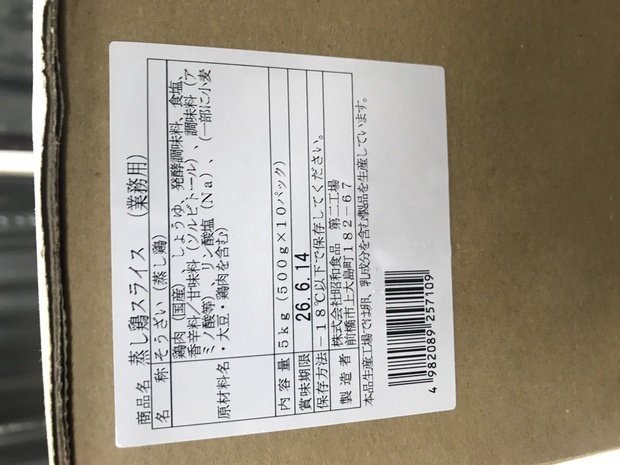 商品名 蒸し鶏スライス (業務用)
名称 そうざい(蒸し鶏)
原材料名 鶏肉(国産)、しょうゆ、発酵調味料、食塩、
香辛料/甘味料(ソルビトール)、調味料(ア
ミノ酸等)、リン酸塩(Na)、(一部に小麦
・大豆・鶏肉を含む)
内容量 5kg(500g×10パック)
賞味期限 26.6.14
保存方法 -18℃以下で保存してください。
製造者 株式会社昭和食品 第二工場
前橋市上大島町182-67
本品生産工場では卵、乳成分を含む製品を生産しています。
4 982089 257109